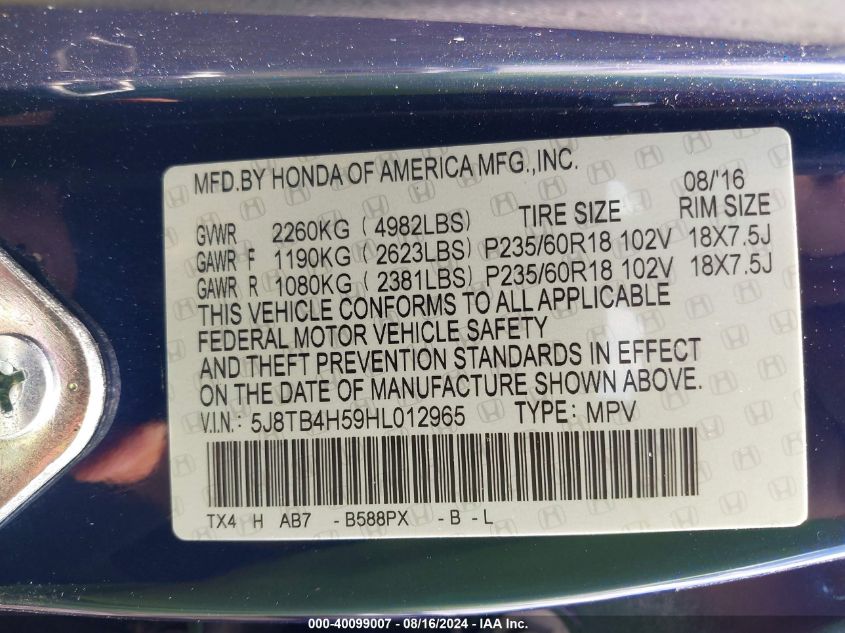 MFD.BY HONDA OF AMERICA MFG.,INC. 08/'16
GVWR 2260KG (4982LBS) TIRE SIZE RIM SIZE
GAWR F 1190KG (2623LBS) P235/60R18 102V 18X7.5J
GAWR R 1080KG (2381LBS) P235/60R18 102V 18X7.5J
THIS VEHICLE CONFORMS TO ALL APPLICABLE
FEDERAL MOTOR VEHICLE SAFETY
AND THEFT PREVENTION STANDARDS IN EFFECT
ON THE DATE OF MANUFACTURE SHOWN ABOVE.
V.I.N.: 5J8TB4H59HL012965 TYPE: MPV
TX4 H AB7 -B588PX -B-L
000-40099007 - 08/16/2024 - IAA Inc.